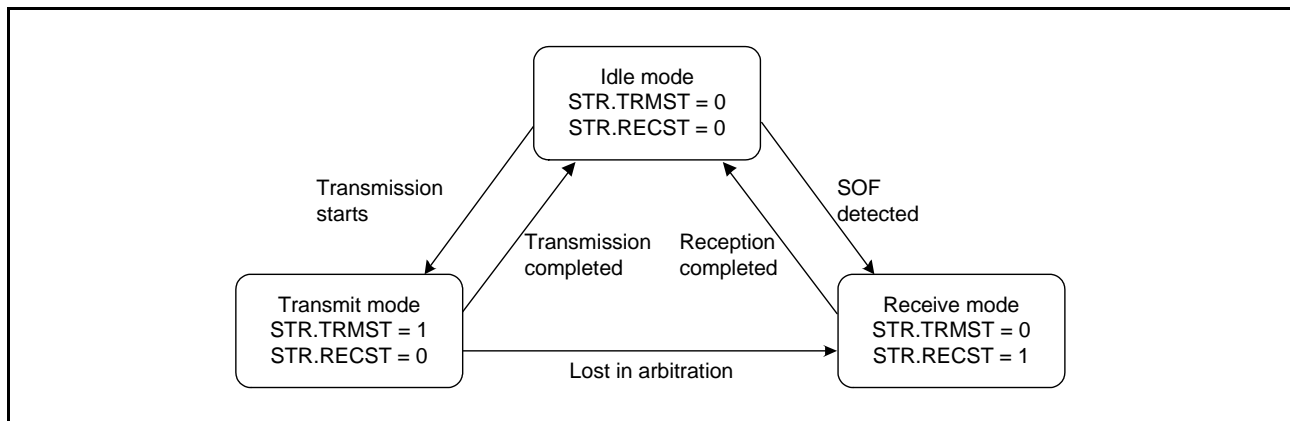 Idle mode
STR.TRMST = 0
STR.RECST = 0
Transmission
starts
SOF
detected
Transmission
completed
Reception
completed
Transmit mode
STR.TRMST = 1
STR.RECST = 0
Receive mode
STR.TRMST = 0
STR.RECST = 1
Lost in arbitration